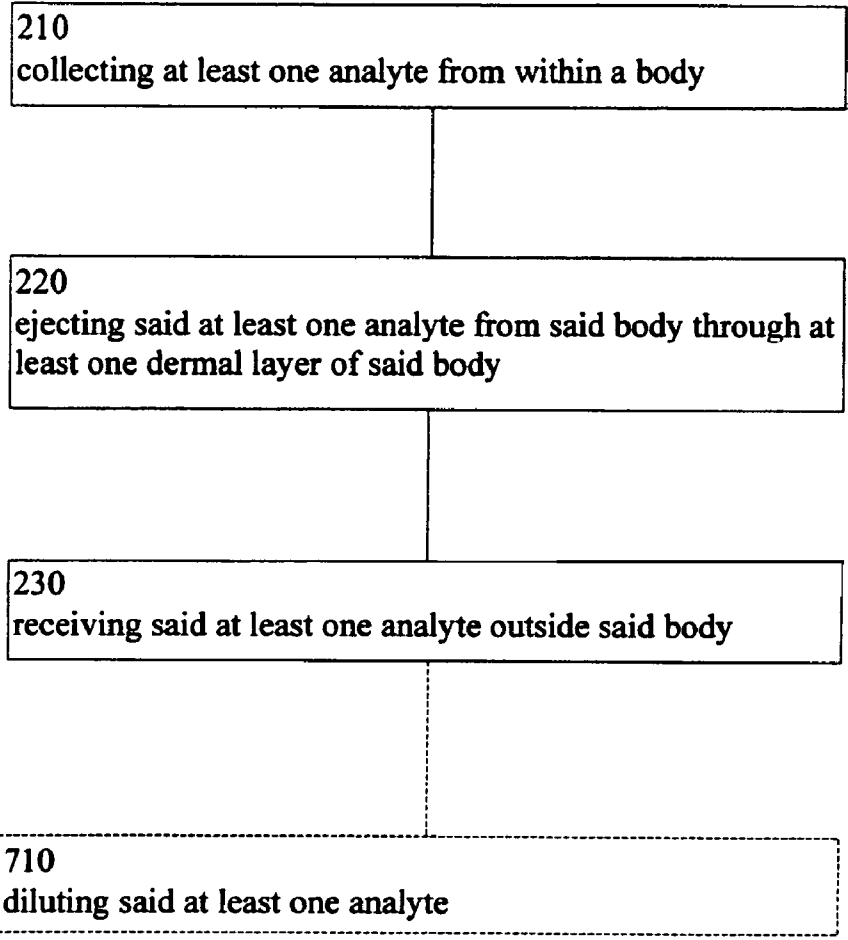 210
collecting at least one analyte from within a body
220
ejecting said at least one analyte from said body through at
least one dermal layer of said body
230
receiving said at least one analyte outside said body
710
diluting said at least one analyte